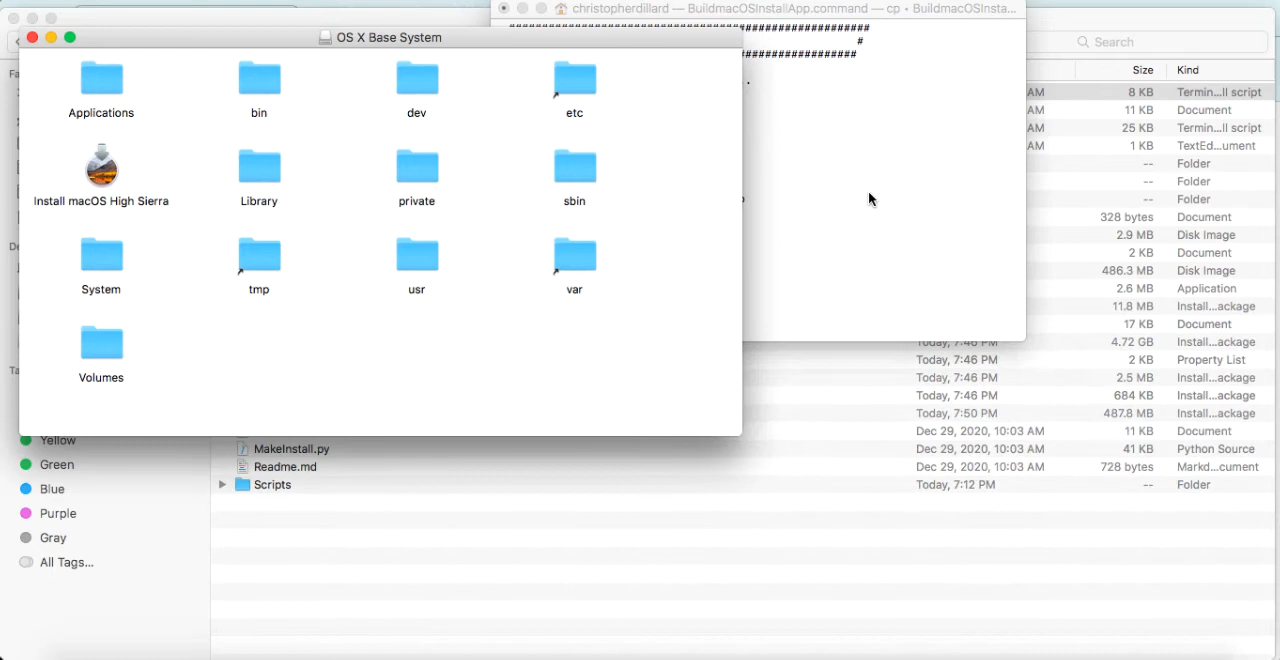 christopherdillard — BuildmacOSInstallApp.command — cp • BuildmacOSInsta...
#
OS X Base System
Applications
bin
dev
etc
Install macOS High Sierra
Library
private
sbin
System
tmp
usr
var
Volumes
Search
Size Kind
AM 8 KB Termin...ll script
AM 11 KB Document
AM 25 KB Termin...ll script
AM 1 KB TextEd...ument
-- Folder
-- Folder
-- Folder
328 bytes Document
2.9 MB Disk Image
2 KB Document
486.3 MB Disk Image
2.6 MB Application
11.8 MB Install...ackage
17 KB Document
Today, 7:46 PM 4.72 GB Install...ackage
Today, 7:46 PM 2 KB Property List
Today, 7:46 PM 2.5 MB Install...ackage
Today, 7:46 PM 684 KB Install...ackage
Today, 7:50 PM 487.8 MB Install...ackage
Dec 29, 2020, 10:03 AM 11 KB Document
MakeInstall.py Dec 29, 2020, 10:03 AM 41 KB Python Source
Readme.md Dec 29, 2020, 10:03 AM 728 bytes Markd...cument
Scripts Today, 7:12 PM -- Folder
Yellow
Green
Blue
Purple
Gray
All Tags...